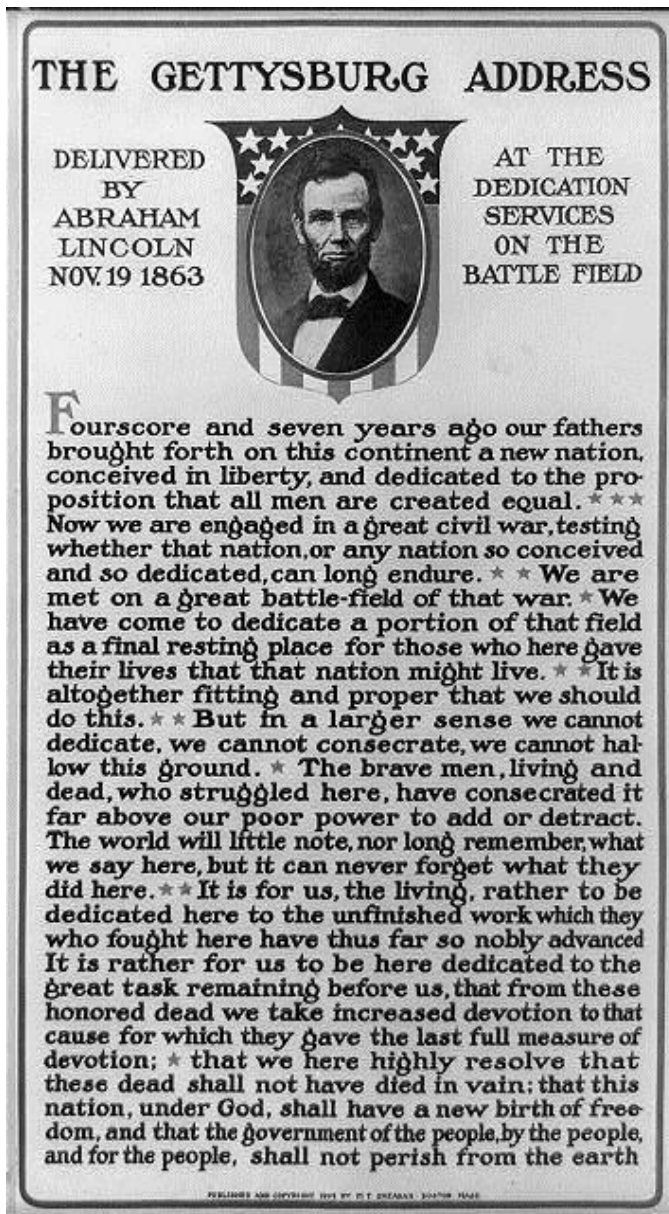 THE GETTYSBURG ADDRESS
DELIVERED
BY
ABRAHAM
LINCOLN
NOV. 19 1863
AT THE
DEDICATION
SERVICES
ON THE
BATTLE FIELD
Fourscore and seven years ago our fathers
brought forth on this continent a new nation,
conceived in liberty, and dedicated to the pro-
position that all men are created equal. ★ ★ ★
Now we are engaged in a great civil war, testing
whether that nation, or any nation so conceived
and so dedicated, can long endure. ★ ★ We are
met on a great battle-field of that war. ★ We
have come to dedicate a portion of that field
as a final resting place for those who here gave
their lives that that nation might live. ★ ★ It is
altogether fitting and proper that we should
do this. ★ ★ But in a larger sense we cannot
dedicate, we cannot consecrate, we cannot hal-
low this ground. ★ The brave men, living and
dead, who struggled here, have consecrated it
far above our poor power to add or detract.
The world will little note, nor long remember, what
we say here, but it can never forget what they
did here. ★ ★ It is for us, the living, rather to be
dedicated here to the unfinished work which they
who fought here have thus far so nobly advanced
It is rather for us to be here dedicated to the
great task remaining before us, that from these
honored dead we take increased devotion to that
cause for which they gave the last full measure of
devotion; ★ that we here highly resolve that
these dead shall not have died in vain; that this
nation, under God, shall have a new birth of free-
dom, and that the government of the people, by the people,
and for the people, shall not perish from the earth
PUBLISHED AND COPYRIGHT BY M.T. SHEAHAN BOSTON MASS